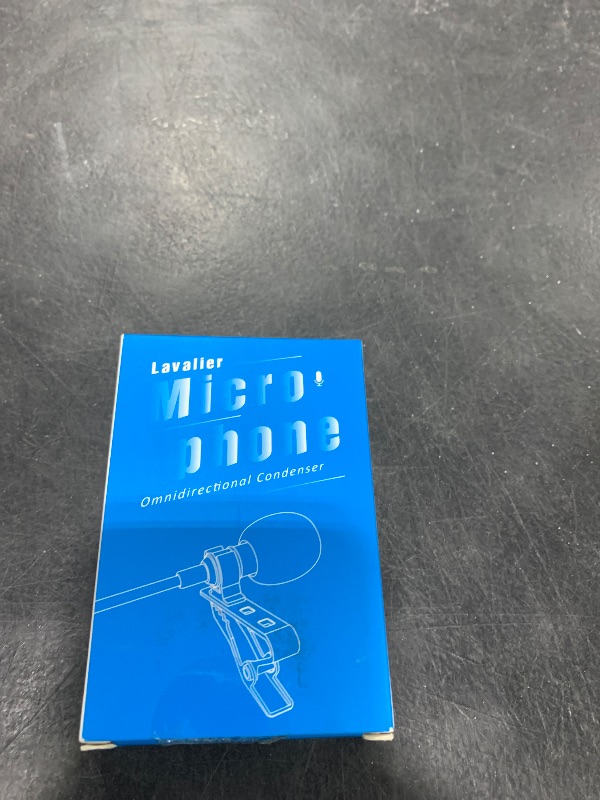 Lavalier
Micro
phone
Omnidirectional Condenser